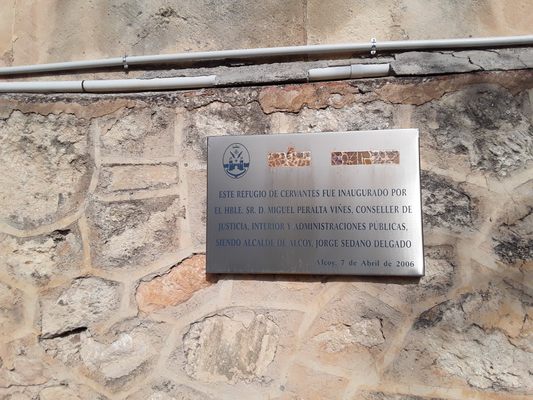 ESTE REFUGIO DE CERVANTES FUE INAUGURADO POR
EL HBLE. SR. D. MIGUEL PERALTA VIÑES, CONSELLER DE
JUSTICIA, INTERIOR Y ADMINISTRACIONES PUBLICAS,
SIENDO ALCALDE DE ALCOY, JORGE SEDANO DELGADO
Alcoy, 7 de Abril de 2006